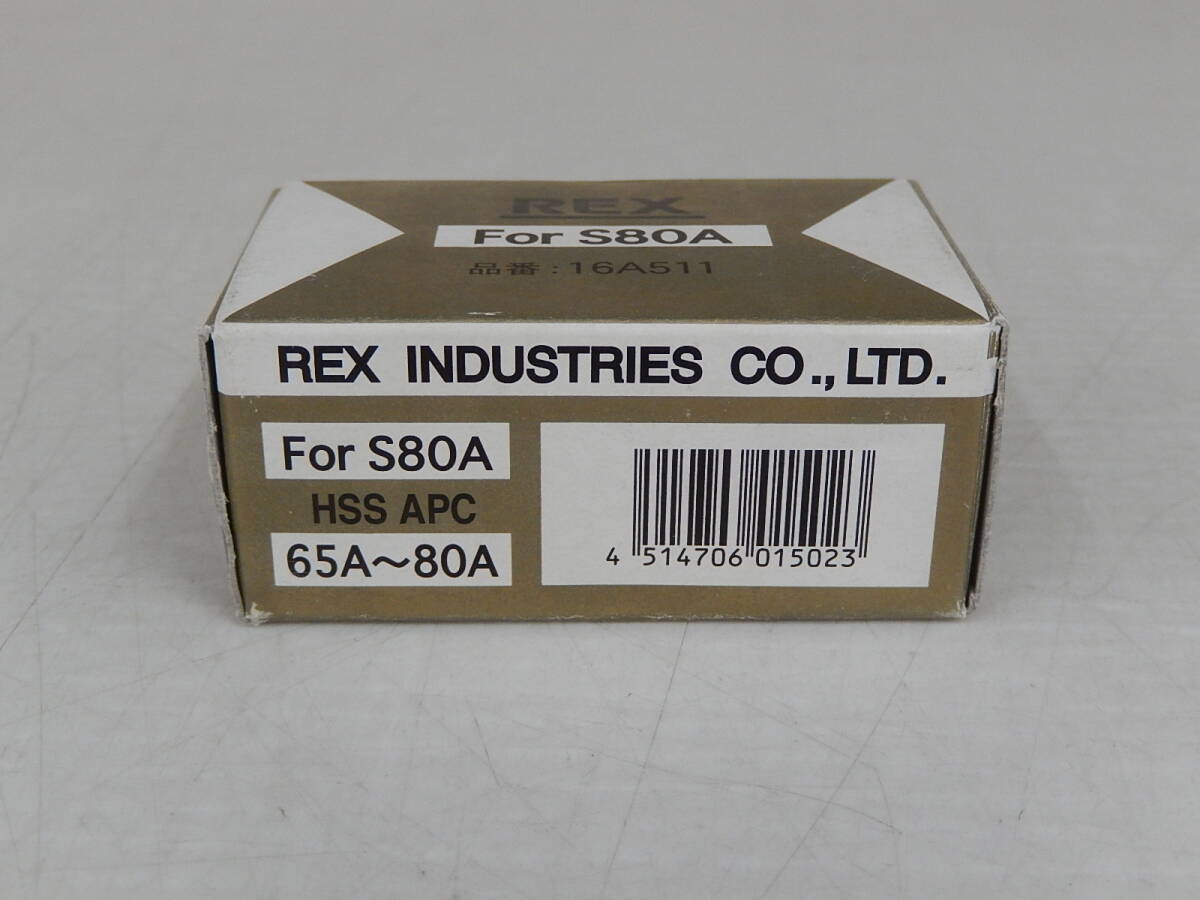 REX
For S80A
品番:16A511
REX INDUSTRIES CO., LTD.
For S80A
HSS APC
65A～80A
4 514706 015023